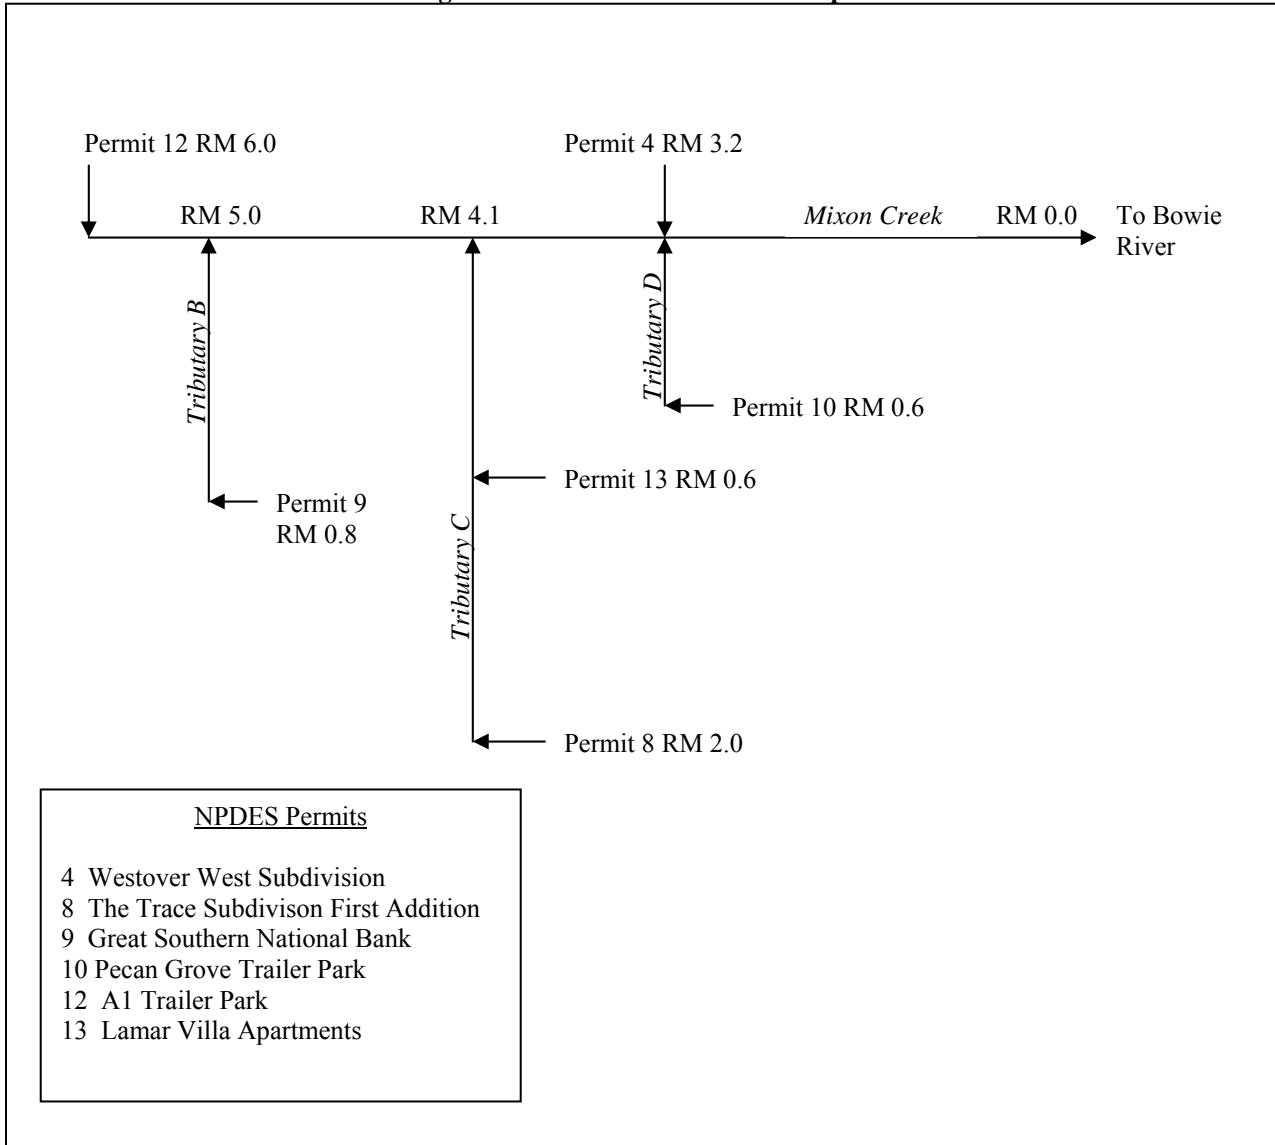 Permit 12 RM 6.0
Permit 4 RM 3.2
RM 5.0
RM 4.1
Mixon Creek
RM 0.0
To Bowie
River
Tributary B
Tributary D
Permit 10 RM 0.6
Permit 13 RM 0.6
Permit 9
RM 0.8
Tributary C
Permit 8 RM 2.0
NPDES Permits
4 Westover West Subdivision
8 The Trace Subdivison First Addition
9 Great Southern National Bank
10 Pecan Grove Trailer Park
12 A1 Trailer Park
13 Lamar Villa Apartments